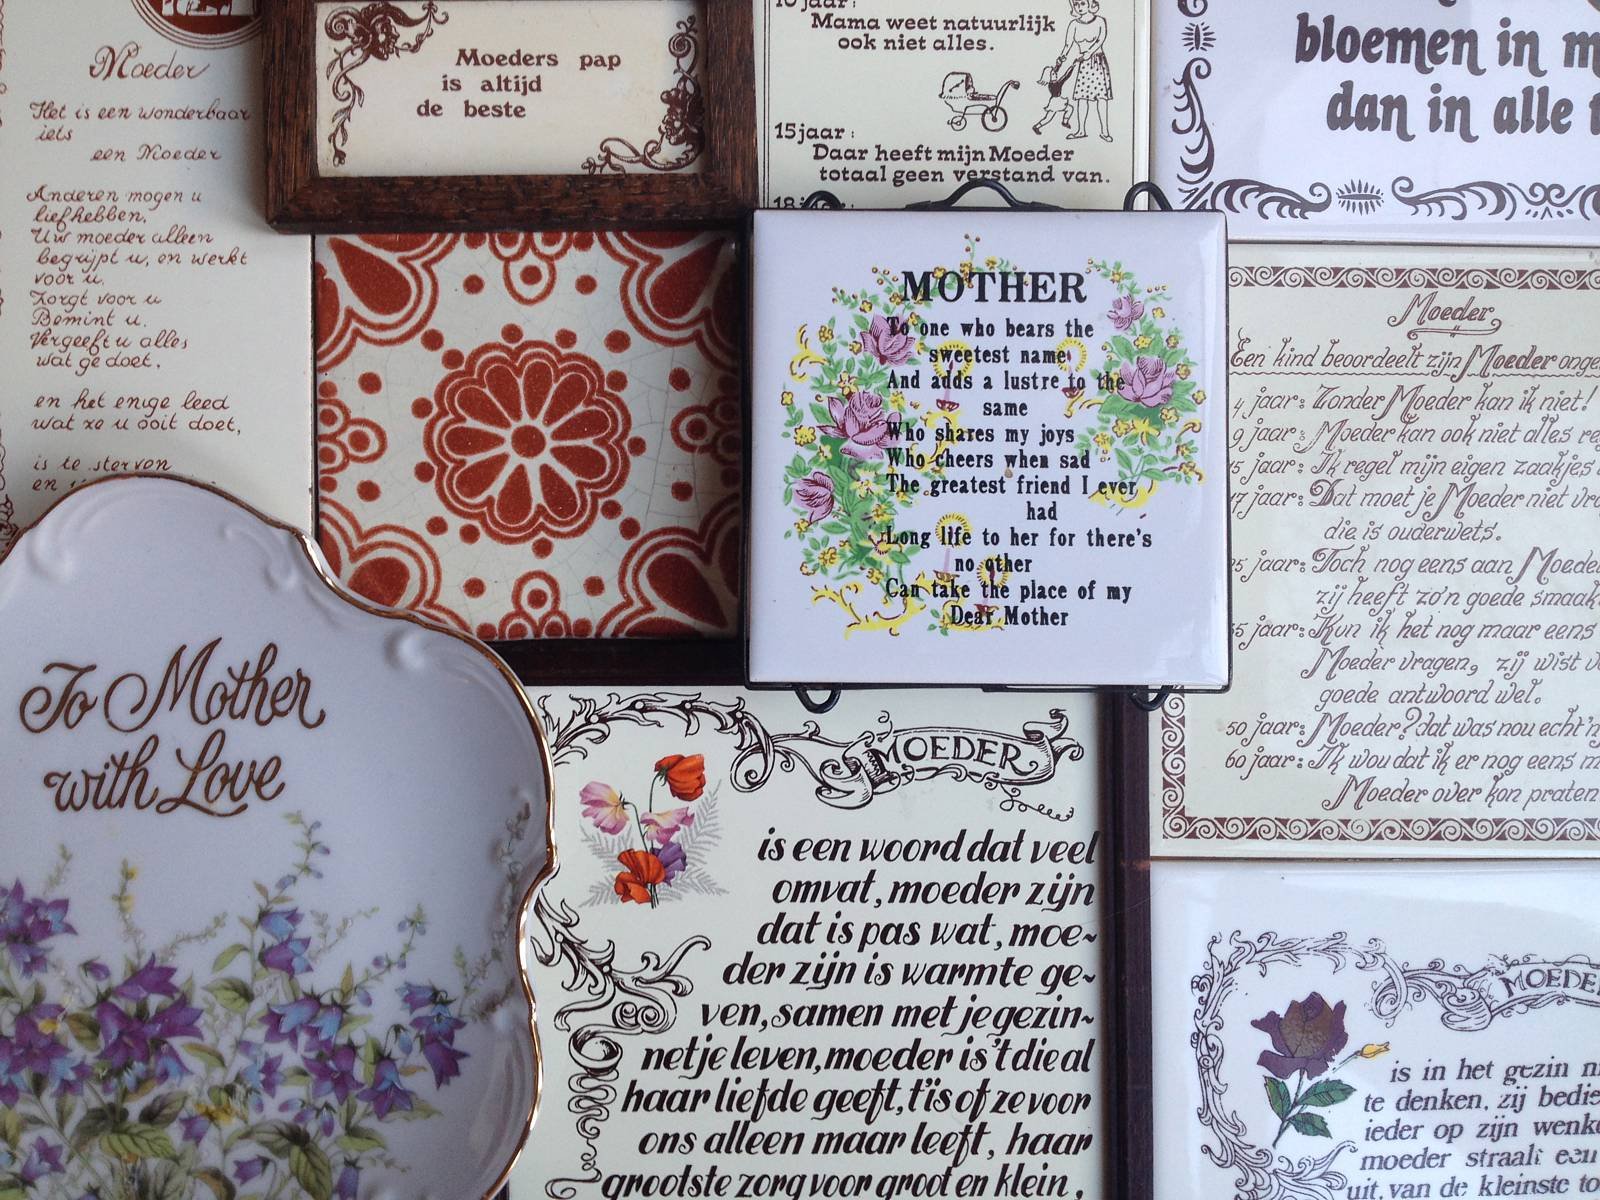 Moeder
Het is een wonderbaar
iets
een Moeder
Anderen mogen u
liefhebben,
Uw moeder alleen
begrijpt u, en werkt
voor u.
Zorgt voor u
Bemint u.
Vergeeft u alles
wat ge doet,
en het enige leed
wat ze u ooit doet,
is te sterven
en
Moeders pap
is altijd
de beste
10 jaar:
Mama weet natuurlijk
ook niet alles.
15 jaar:
Daar heeft mijn Moeder
totaal geen verstand van.
18 jaar:
bloemen in
dan in alle
MOTHER
To one who bears the
sweetest name
And adds a lustre to the
same
Who shares my joys
Who cheers when sad
The greatest friend I ever
had
Long life to her for there's
no other
Can take the place of my
Dear Mother
Moeder
Een kind beoordeelt zijn Moeder
4 jaar: Zonder Moeder kan ik niet!
9 jaar: Moeder kan ook niet alles
jaar: Ik regel mijn eigen zaakjes
jaar: Dat moet je Moeder niet
die is ouderwets.
jaar: Toch nog eens aan
zij heeft zo'n goede smaak
jaar: Kon ik het nog maar eens
Moeder vragen, zij wist
goede antwoord wel.
50 jaar: Moeder? dat was nou echt
60 jaar: Ik wou dat ik er nog eens
Moeder over kon praten
To Mother
with Love
MOEDER
is een woord dat veel
omvat, moeder zijn
dat is pas wat, moe~
der zijn is warmte ge~
ven, samen met je gezin~
netje leven, moeder is 't die al
haar liefde geeft, t'is of ze voor
ons alleen maar leeft, haar
grootste zorg voor groot en klein,
MOEDER
is in het gezin
te denken, zij
ieder op zijn
moeder straalt
uit van de kleinste